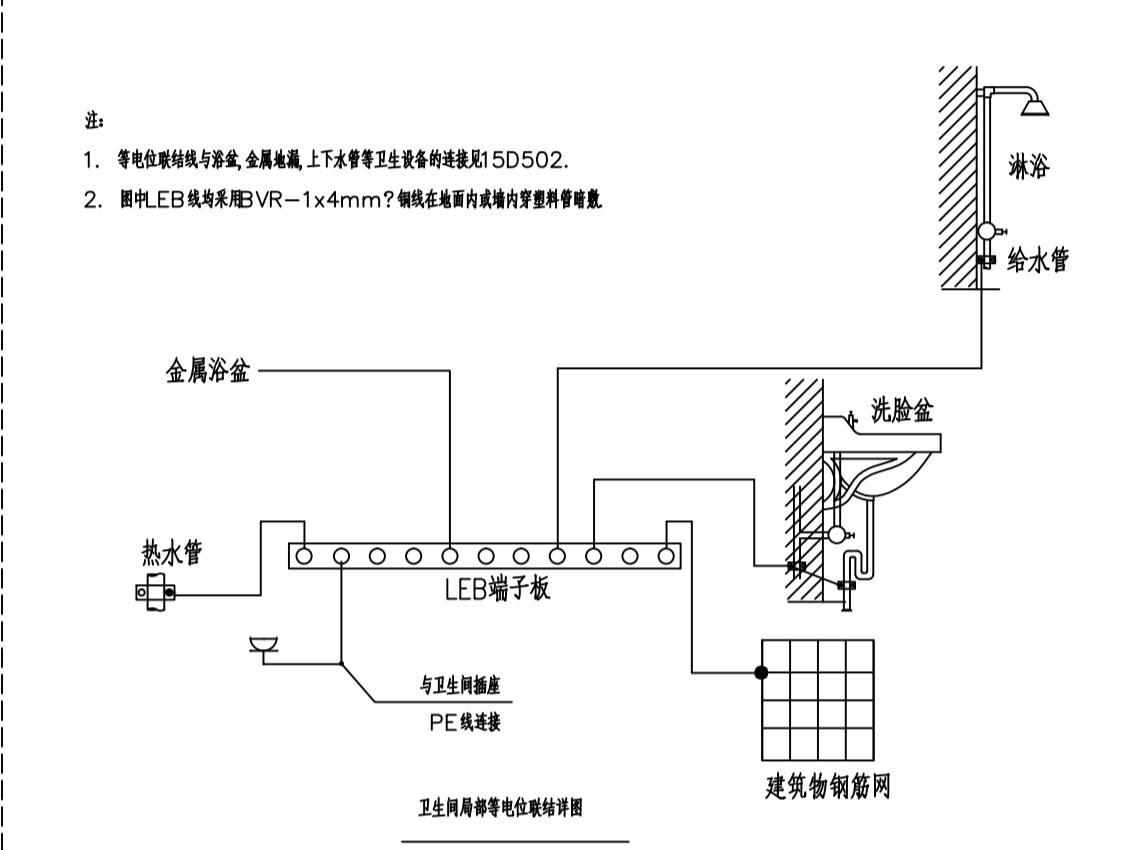 注:
1. 等电位联结线与浴盆,金属地漏,上下水管等卫生设备的连接见15D502.
2. 图中LEB线均采用BVR-1x4mm?铜线在地面内或墙内穿塑料管暗敷.
淋浴
给水管
金属浴盆
洗脸盆
热水管
LEB端子板
与卫生间插座
PE线连接
建筑物钢筋网
卫生间局部等电位联结详图